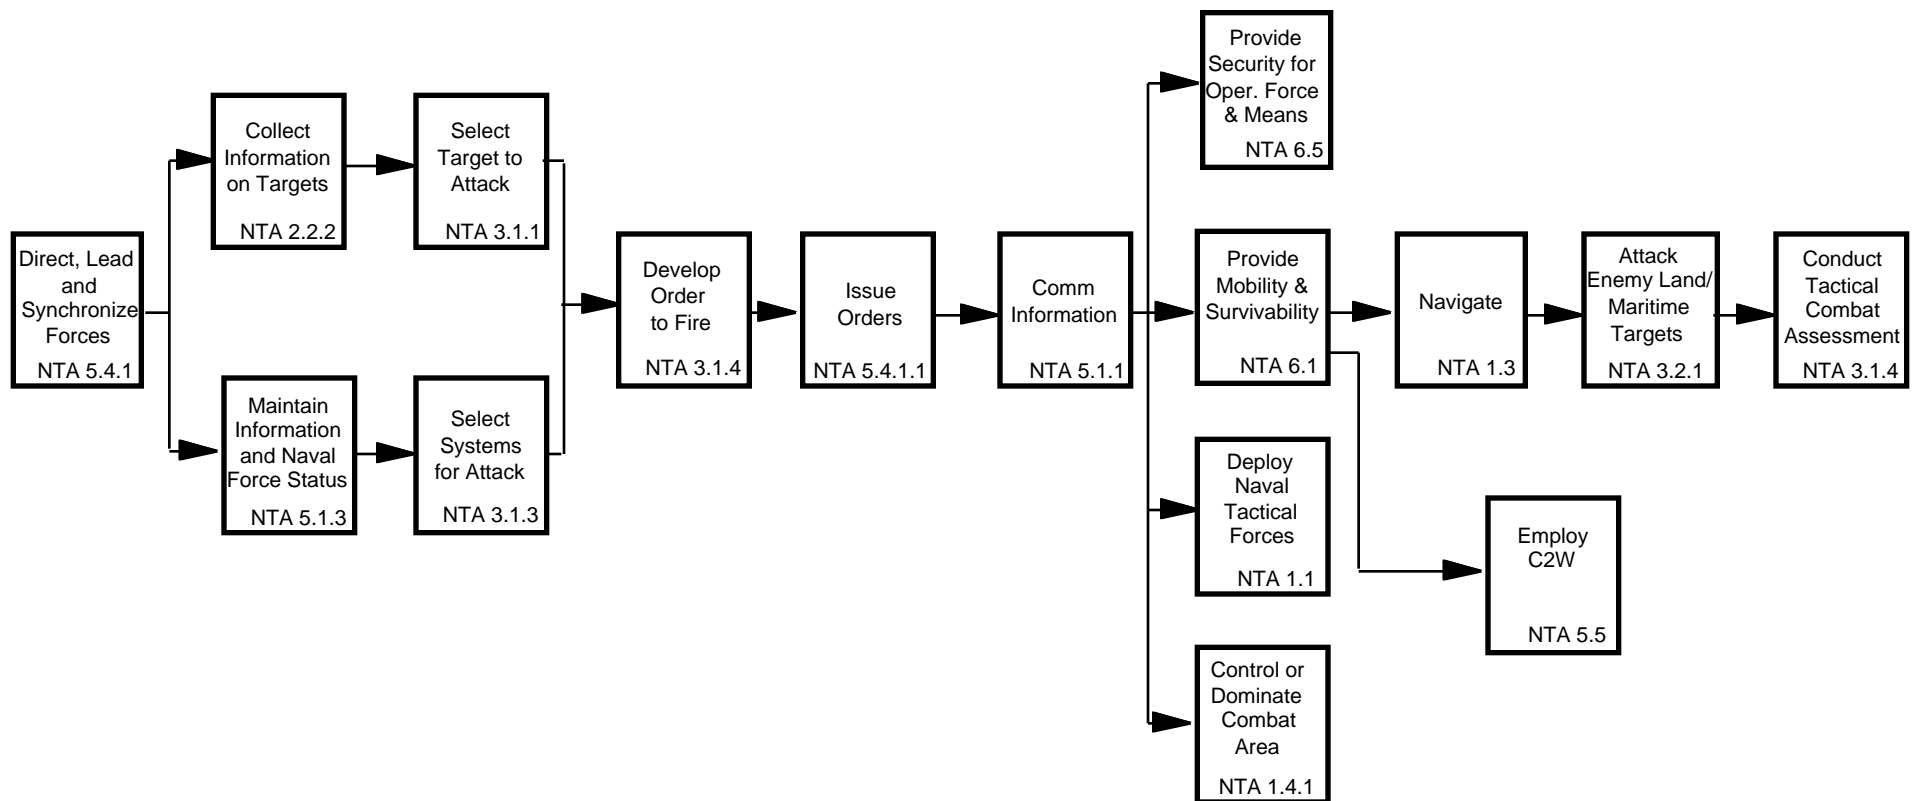 Direct, Lead
and
Synchronize
Forces
NTA 5.4.1
Collect
Information
on Targets
NTA 2.2.2
Select
Target to
Attack
NTA 3.1.1
Maintain
Information
and Naval
Force Status
NTA 5.1.3
Select
Systems
for Attack
NTA 3.1.3
Develop
Order
to Fire
NTA 3.1.4
Issue
Orders
NTA 5.4.1.1
Comm
Information
NTA 5.1.1
Provide
Security for
Oper. Force
& Means
NTA 6.5
Provide
Mobility &
Survivability
NTA 6.1
Navigate
NTA 1.3
Attack
Enemy Land/
Maritime
Targets
NTA 3.2.1
Conduct
Tactical
Combat
Assessment
NTA 3.1.4
Deploy
Naval
Tactical
Forces
NTA 1.1
Employ
C2W
NTA 5.5
Control or
Dominate
Combat
Area
NTA 1.4.1